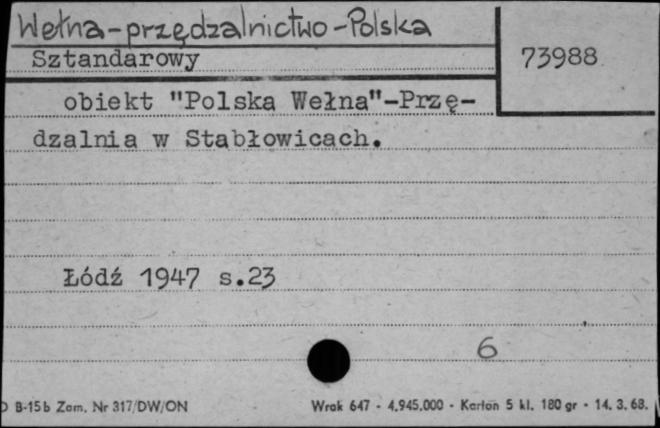 Wełna-przędzalnictwo-Polska
Sztandarowy
73988
obiekt "Polska Wełna"-Przę-
dzalnia w Stabłowicach.
Łódź 1947 s.23
6
B-15b Zam. Nr 317/DW/ON
Wrak 647 - 4.945.000 - Karton 5 kl. 180 gr - 14. 3. 68.